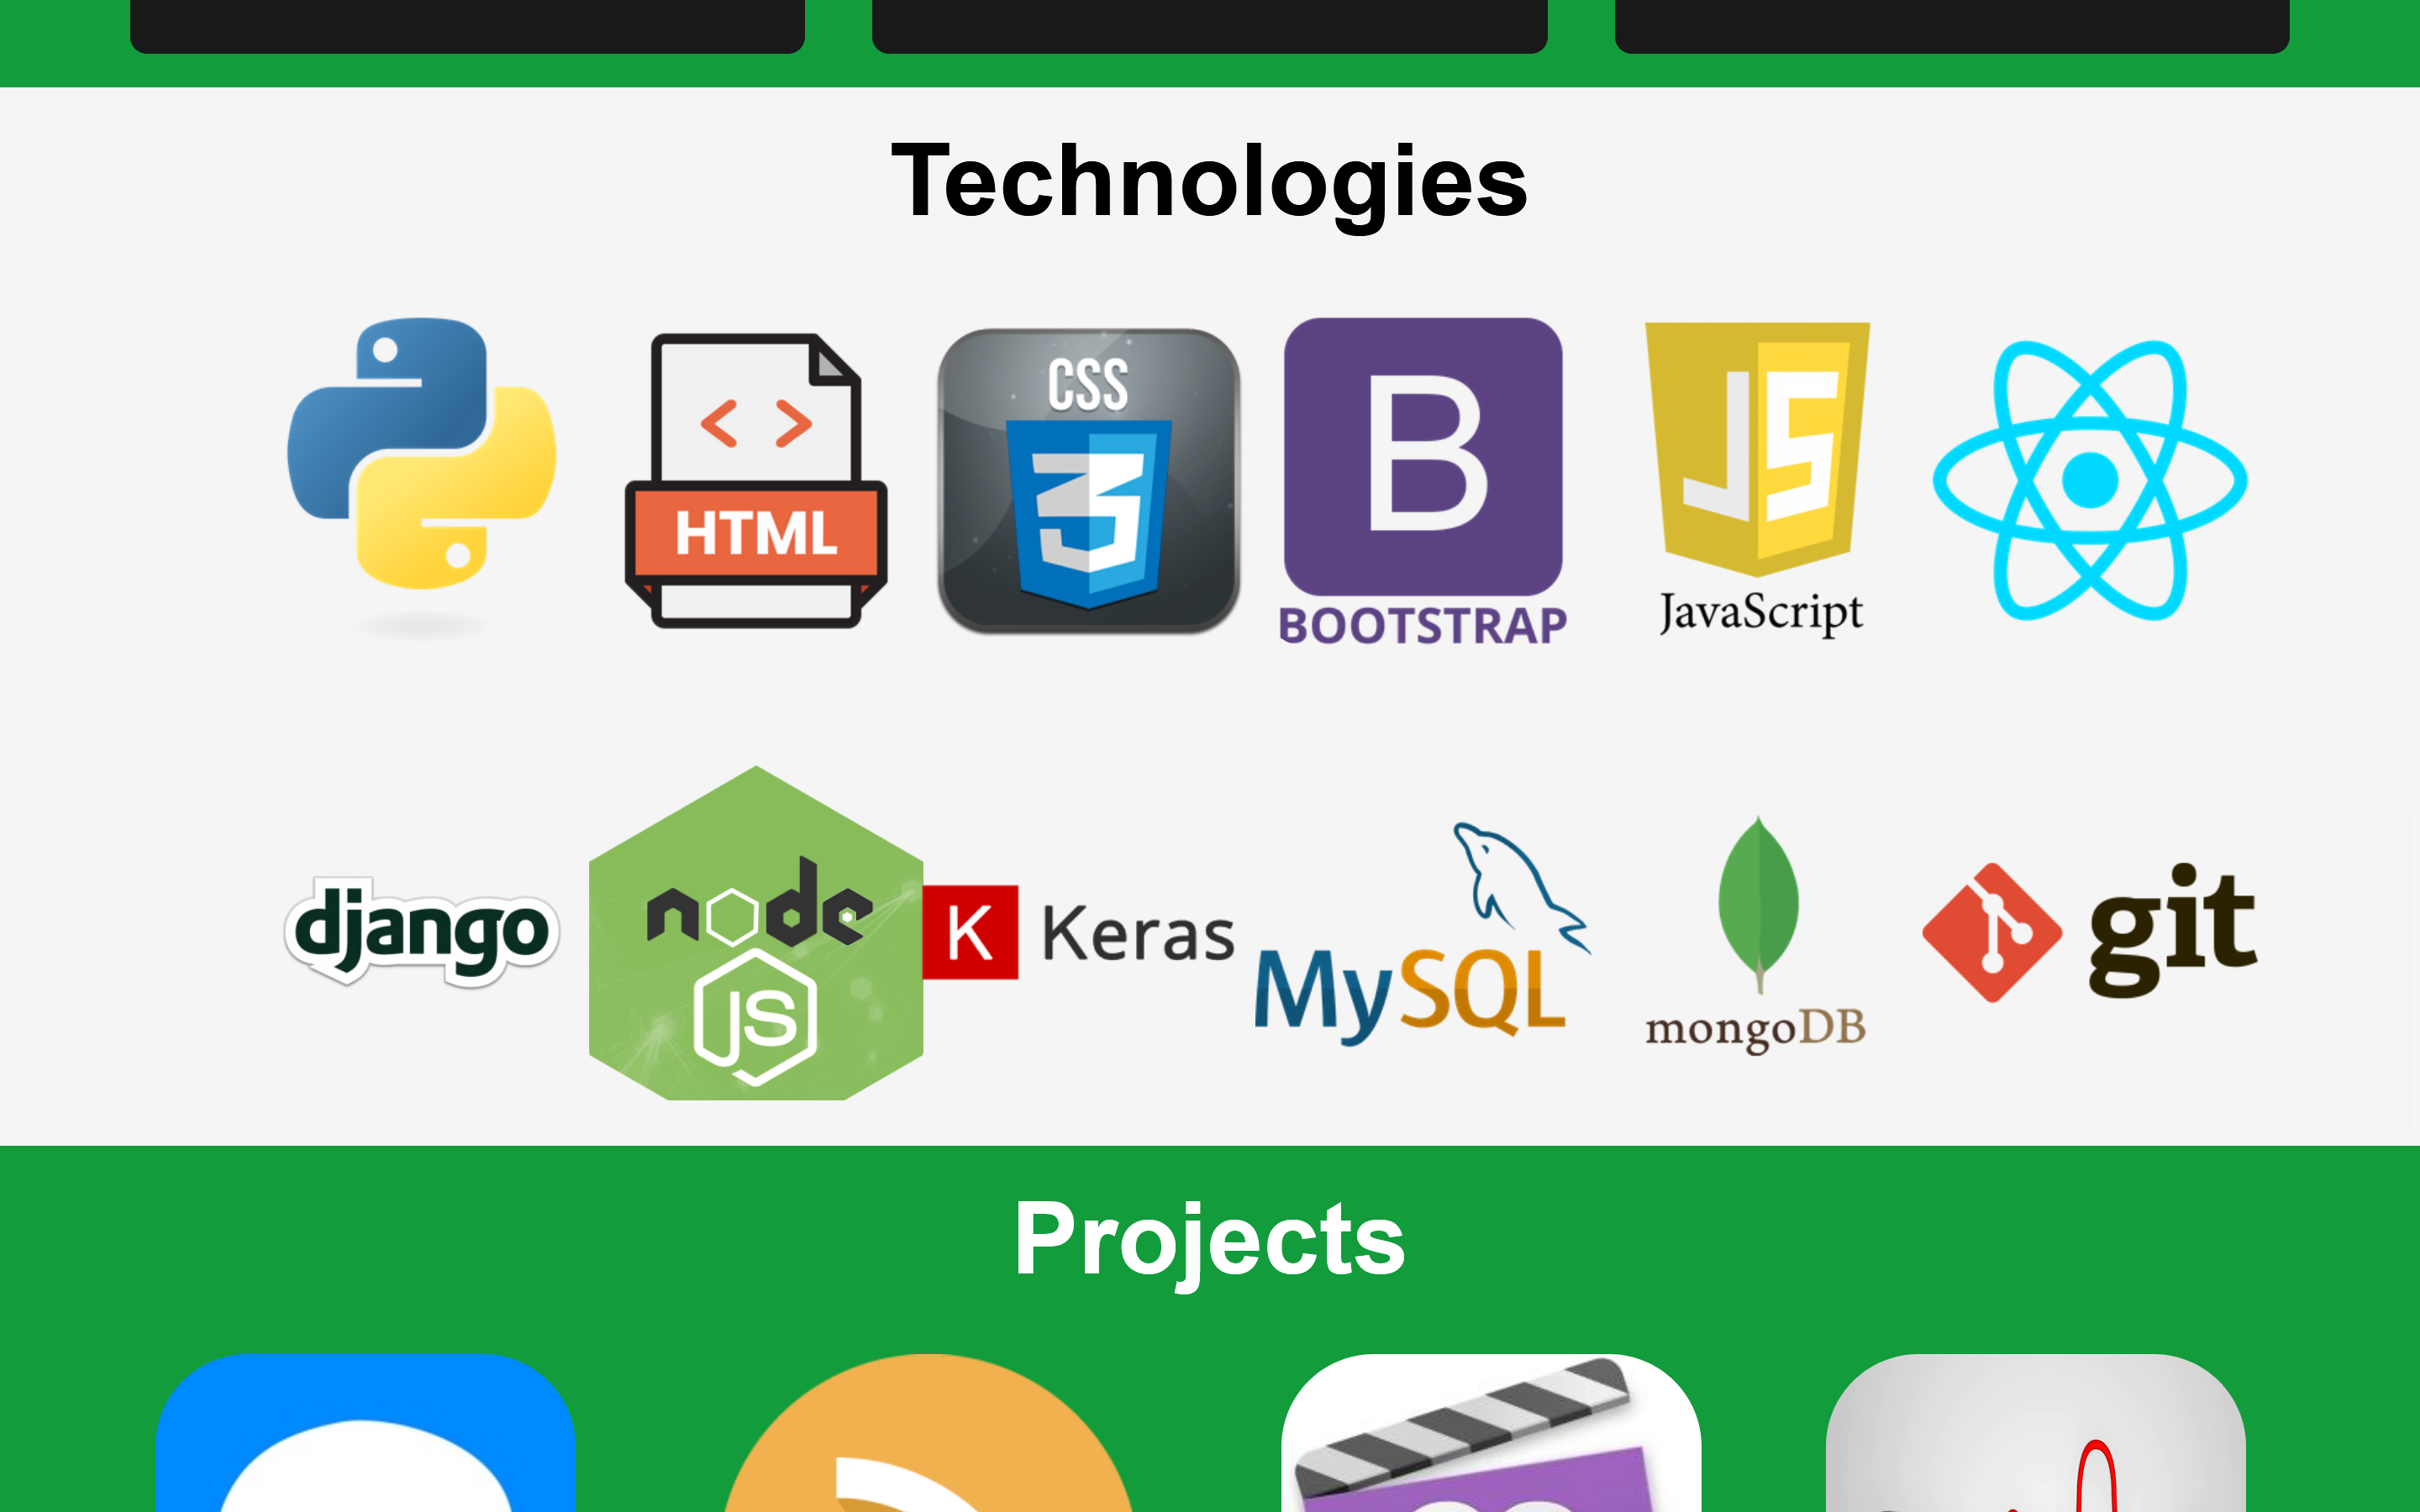 Technologies
HTML
CSS
3
B
BOOTSTRAP
JS
JavaScript
django
node
JS
K Keras
MySQL
mongoDB
git
Projects